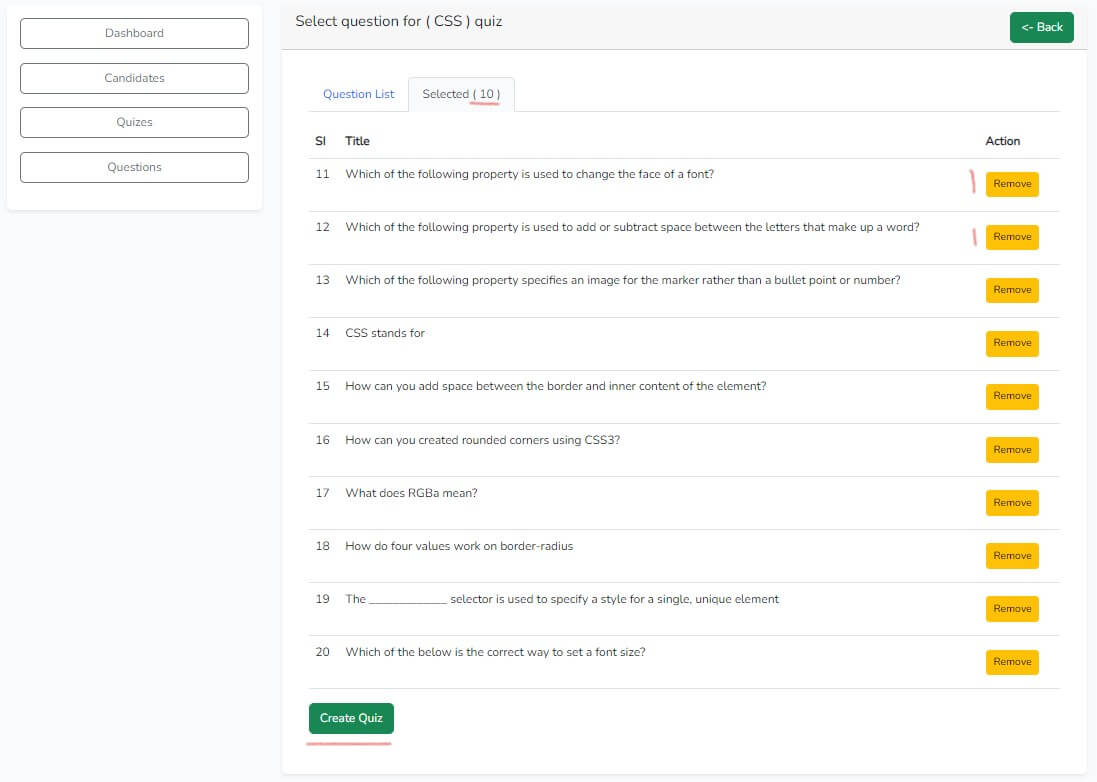 Dashboard
Candidates
Quizes
Questions
Select question for ( CSS ) quiz
<- Back
Question List
Selected ( 10 )
Sl Title Action
11 Which of the following property is used to change the face of a font? Remove
12 Which of the following property is used to add or subtract space between the letters that make up a word? Remove
13 Which of the following property specifies an image for the marker rather than a bullet point or number? Remove
14 CSS stands for Remove
15 How can you add space between the border and inner content of the element? Remove
16 How can you created rounded corners using CSS3? Remove
17 What does RGBa mean? Remove
18 How do four values work on border-radius Remove
19 The _____________ selector is used to specify a style for a single, unique element Remove
20 Which of the below is the correct way to set a font size? Remove
Create Quiz